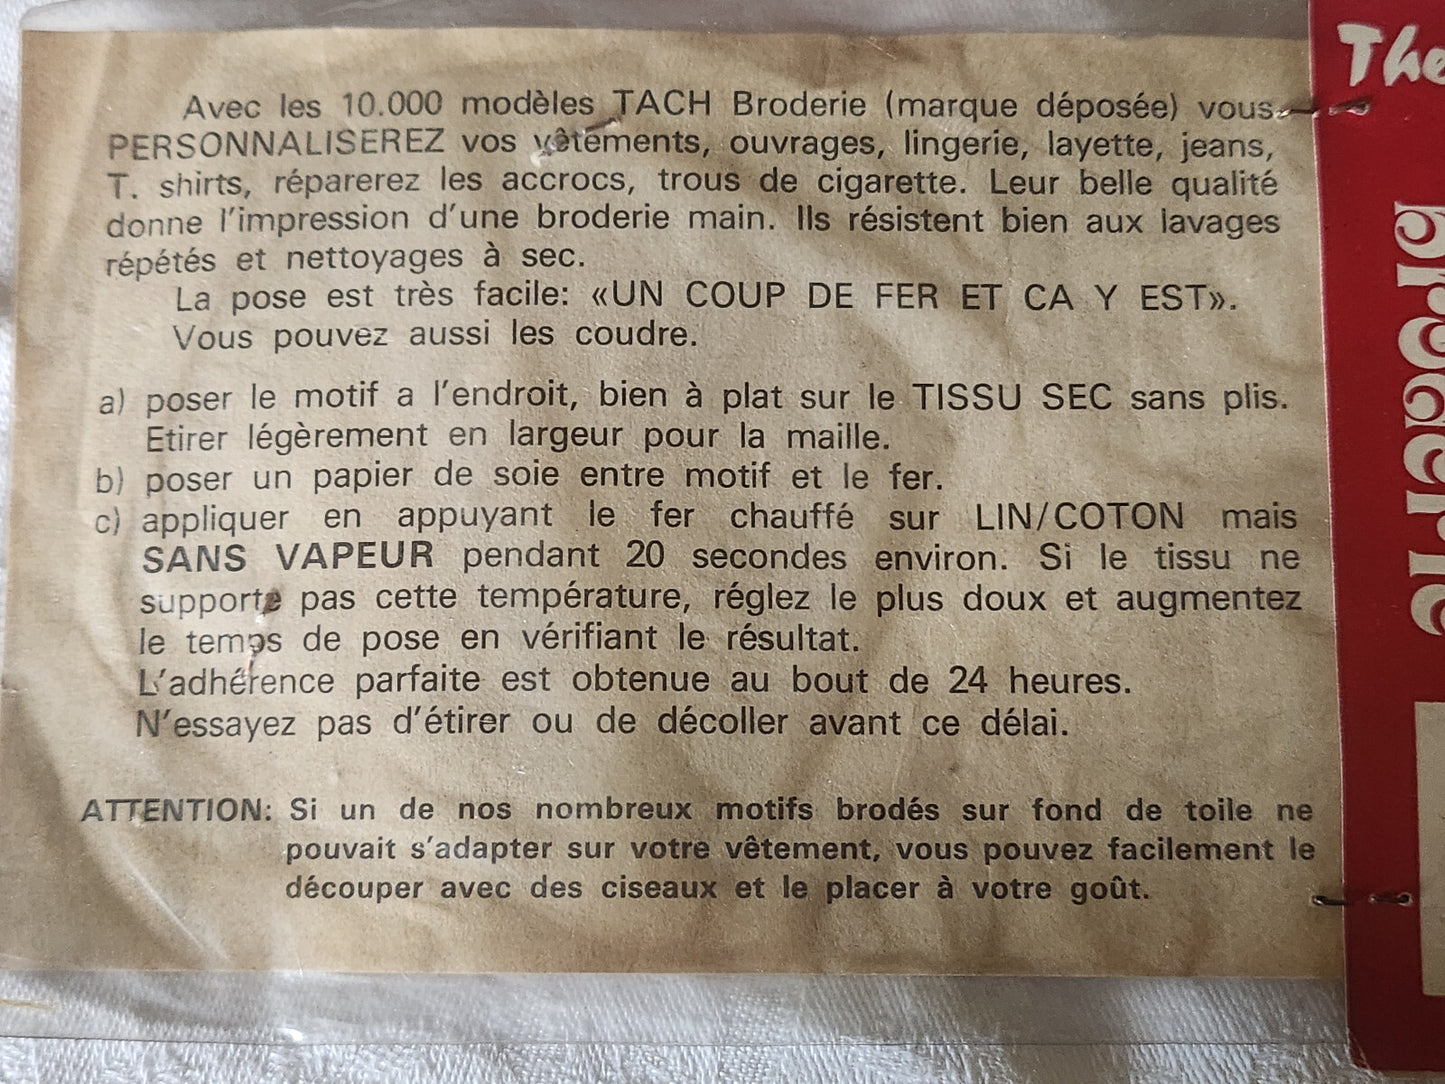 Avec les 10.000 modèles TACH Broderie (marque déposée) vous
PERSONNALISEREZ vos vêtements, ouvrages, lingerie, layette, jeans,
T. shirts, réparerez les accrocs, trous de cigarette. Leur belle qualité
donne l'impression d'une broderie main. Ils résistent bien aux lavages
répétés et nettoyages à sec.
La pose est très facile: «UN COUP DE FER ET CA Y EST».
Vous pouvez aussi les coudre.
a) poser le motif a l'endroit, bien à plat sur le TISSU SEC sans plis.
Etirer légèrement en largeur pour la maille.
b) poser un papier de soie entre motif et le fer.
c) appliquer en appuyant le fer chauffé sur LIN/COTON mais
SANS VAPEUR pendant 20 secondes environ. Si le tissu ne
supporte pas cette température, réglez le plus doux et augmentez
le temps de pose en vérifiant le résultat.
L'adhérence parfaite est obtenue au bout de 24 heures.
N'essayez pas d'étirer ou de décoller avant ce délai.
ATTENTION: Si un de nos nombreux motifs brodés sur fond de toile ne
pouvait s'adapter sur votre vêtement, vous pouvez facilement le
découper avec des ciseaux et le placer à votre goût.
The
broderie